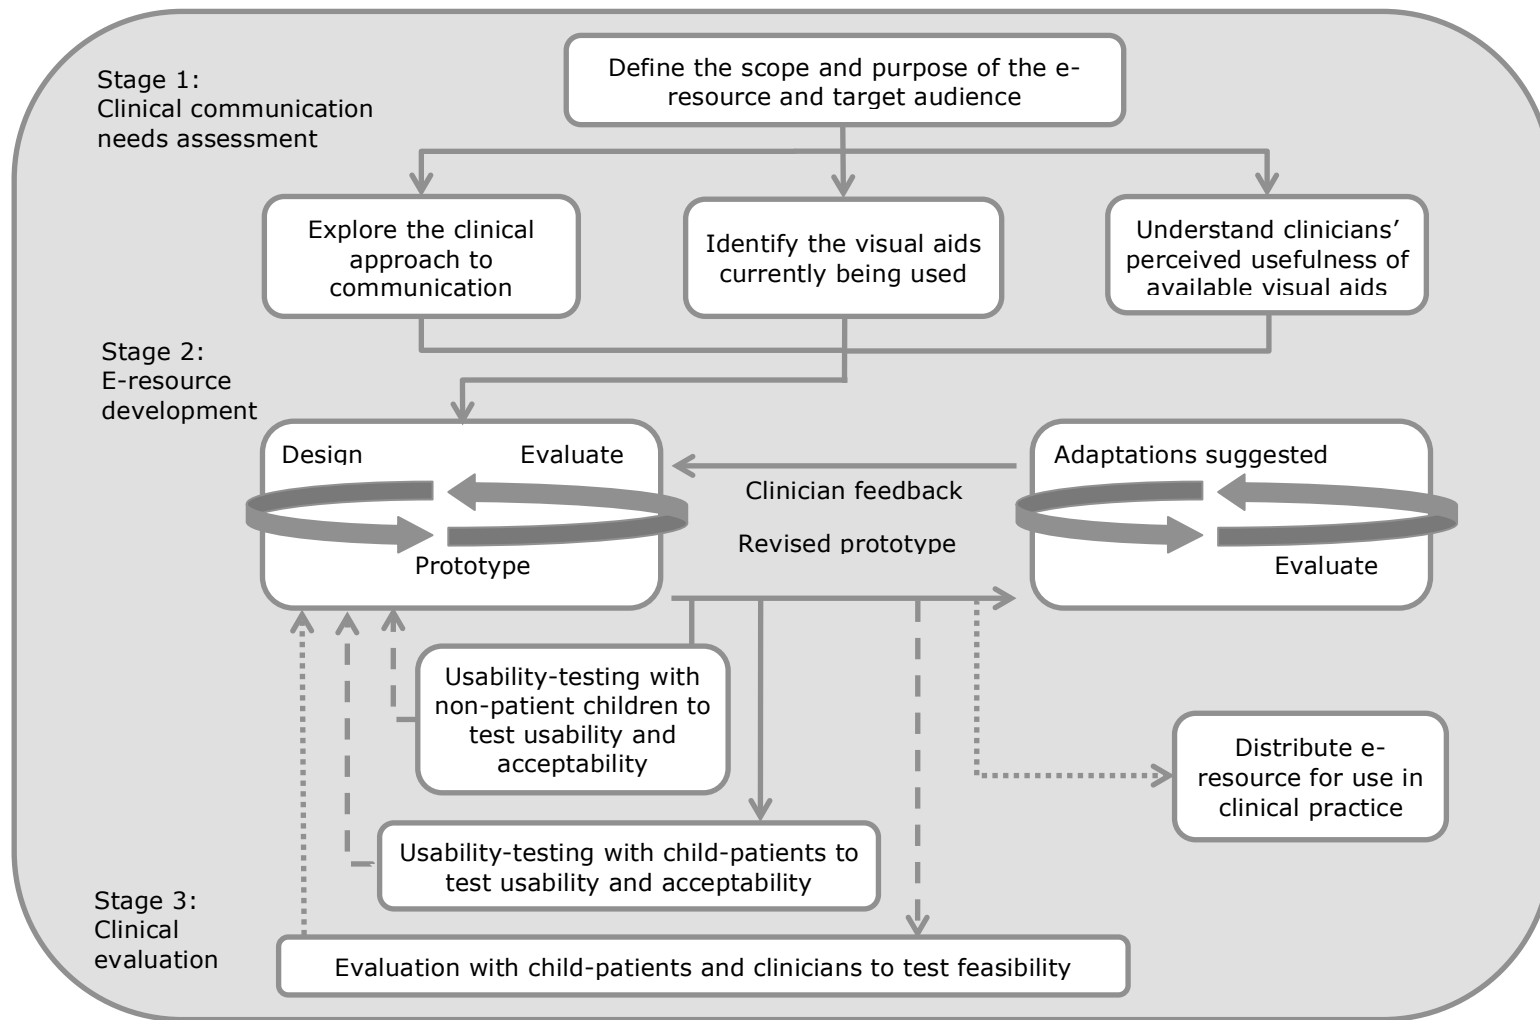 Stage 1:
Clinical communication
needs assessment
Define the scope and purpose of the e-
resource and target audience
Explore the clinical
approach to
communication
Identify the visual aids
currently being used
Understand clinicians’
perceived usefulness of
available visual aids
Stage 2:
E-resource
development
Design
Evaluate
Prototype
Clinician feedback
Revised prototype
Adaptations suggested
Evaluate
Usability-testing with
non-patient children to
test usability and
acceptability
Distribute e-
resource for use in
clinical practice
Usability-testing with child-patients to
test usability and acceptability
Stage 3:
Clinical
evaluation
Evaluation with child-patients and clinicians to test feasibility